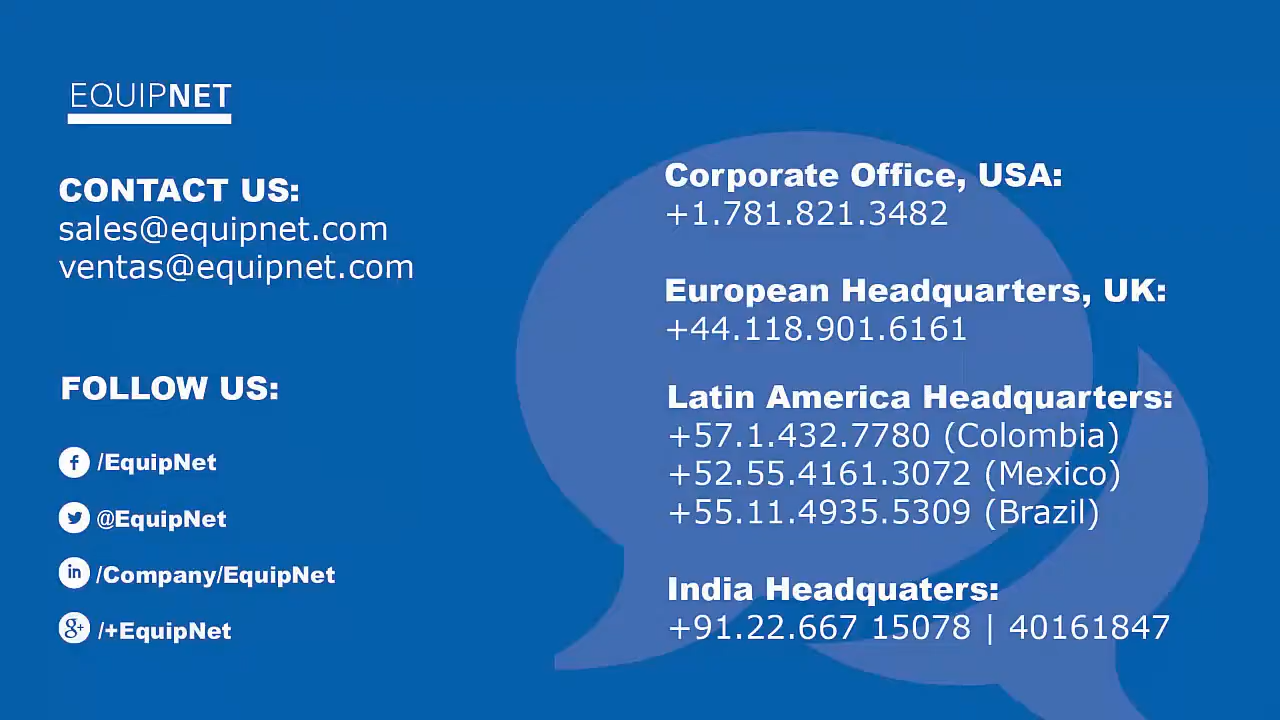 EQUIPNET
CONTACT US:
sales@equipnet.com
ventas@equipnet.com
FOLLOW US:
/EquipNet
@EquipNet
/Company/EquipNet
/+EquipNet
Corporate Office, USA:
+1.781.821.3482
European Headquarters, UK:
+44.118.901.6161
Latin America Headquarters:
+57.1.432.7780 (Colombia)
+52.55.4161.3072 (Mexico)
+55.11.4935.5309 (Brazil)
India Headquaters:
+91.22.667 15078 | 40161847